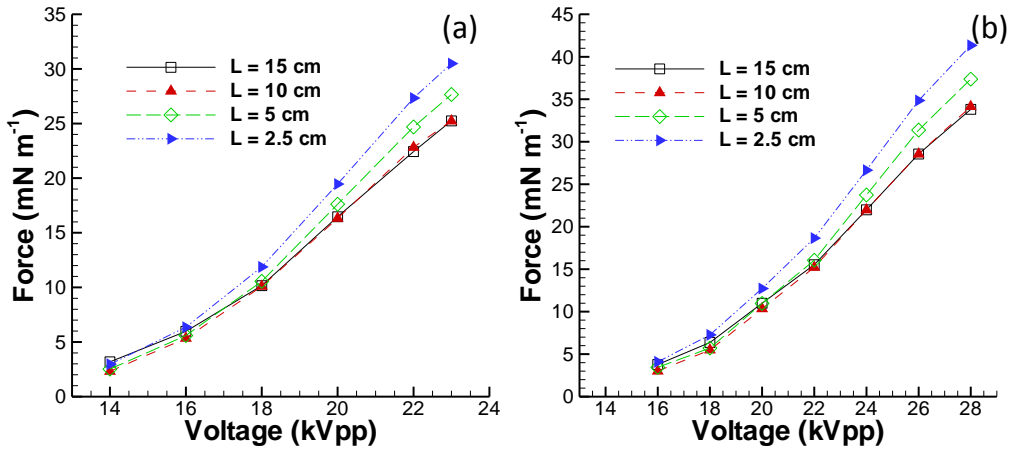 (a)
35
30
25
20
15
10
5
0
Force (mN m⁻¹)
L = 15 cm
L = 10 cm
L = 5 cm
L = 2.5 cm
14 16 18 20 22 24
Voltage (kVpp)
(b)
45
40
35
30
25
20
15
10
5
0
Force (mN m⁻¹)
L = 15 cm
L = 10 cm
L = 5 cm
L = 2.5 cm
14 16 18 20 22 24 26 28
Voltage (kVpp)